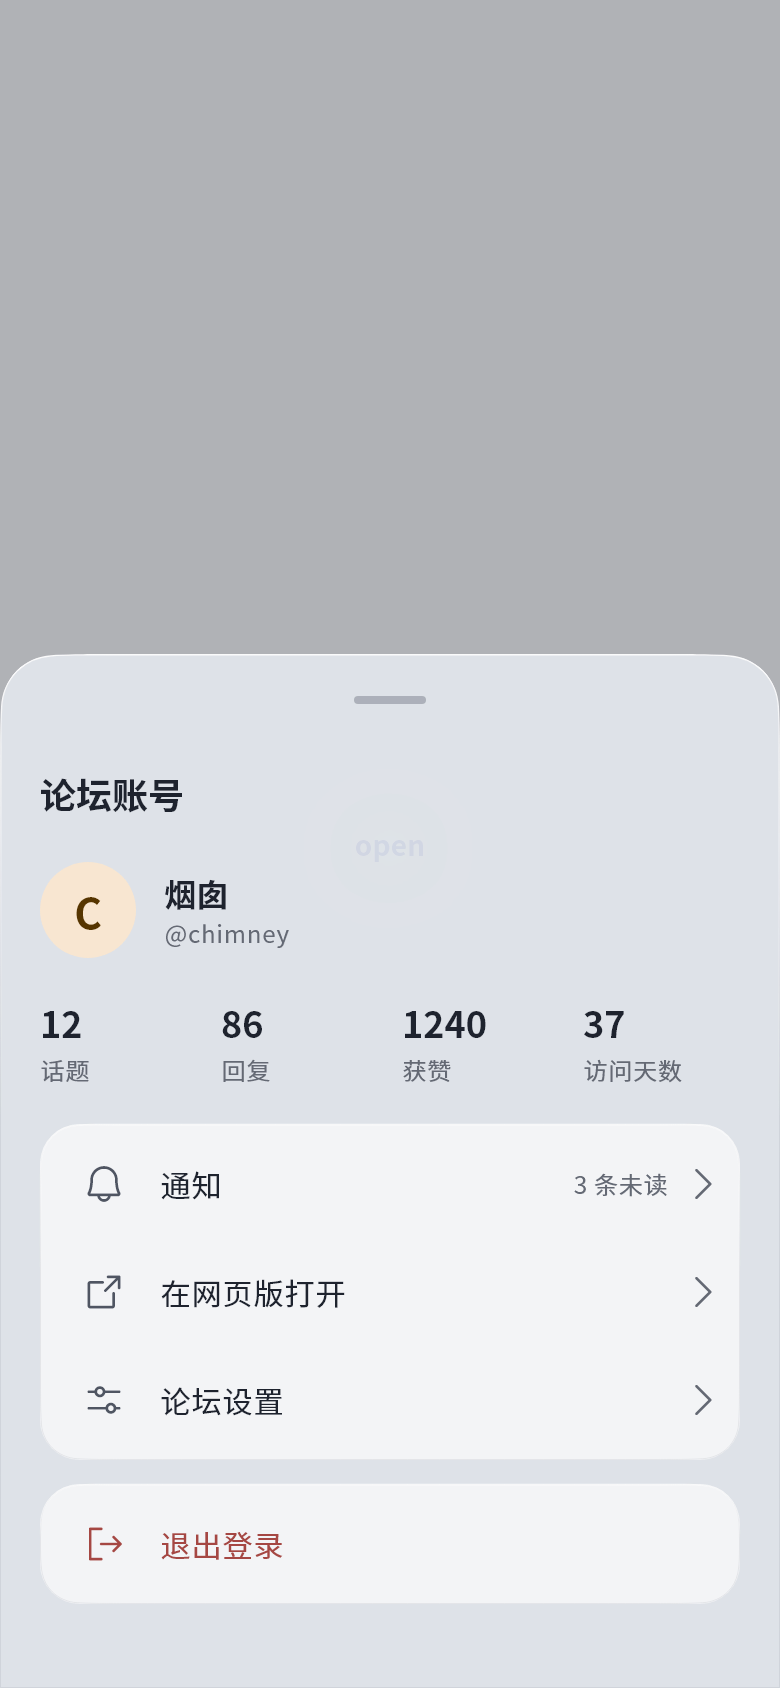 论坛账号
open
C
烟囱
@chimney
12
86
1240
37
话题
回复
获赞
访问天数
通知
3 条未读
在网页版打开
论坛设置
退出登录